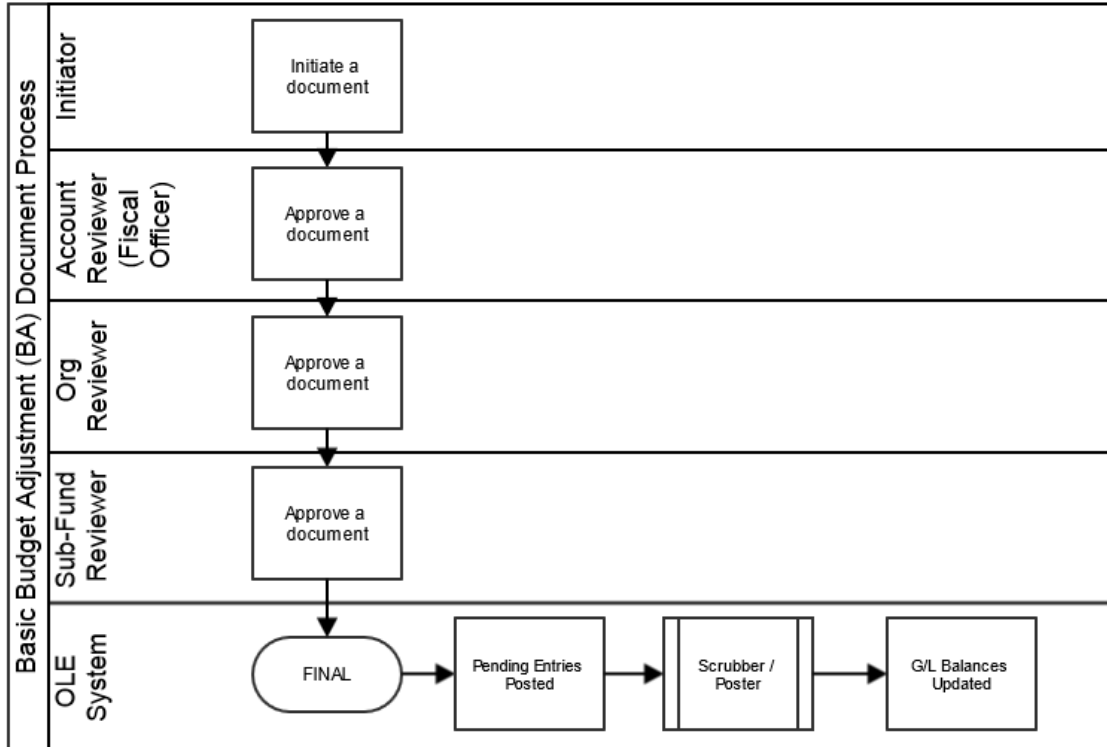 Basic Budget Adjustment (BA) Document Process
Initiator
Initiate a
document
Account
Reviewer
(Fiscal
Officer)
Approve a
document
Org
Reviewer
Approve a
document
Sub-Fund
Reviewer
Approve a
document
OLE
System
FINAL
Pending Entries
Posted
Scrubber /
Poster
G/L Balances
Updated